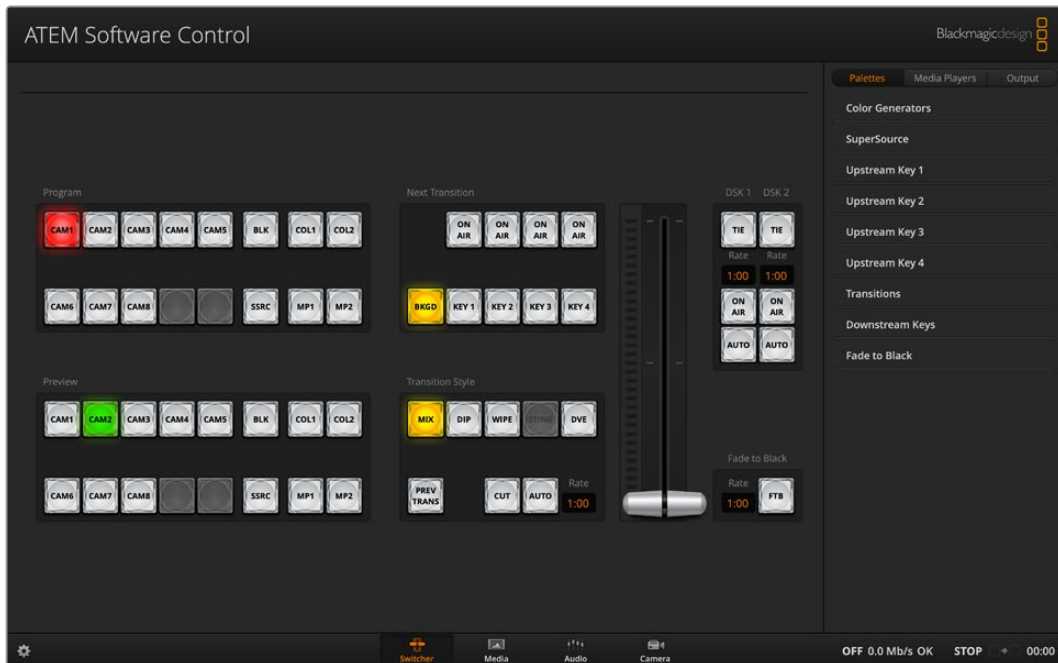 ATEM Software Control
Blackmagicdesign
Palettes Media Players Output
Color Generators
SuperSource
Upstream Key 1
Upstream Key 2
Upstream Key 3
Upstream Key 4
Transitions
Downstream Keys
Fade to Black
Program
CAM1 CAM2 CAM3 CAM4 CAM5 BLK COL1 COL2
CAM6 CAM7 CAM8 SSRC MP1 MP2
Next Transition
ON AIR ON AIR ON AIR ON AIR
BKGD KEY 1 KEY 2 KEY 3 KEY 4
DSK 1 DSK 2
TIE TIE
Rate Rate
1:00 1:00
ON AIR ON AIR
AUTO AUTO
Preview
CAM1 CAM2 CAM3 CAM4 CAM5 BLK COL1 COL2
CAM6 CAM7 CAM8 SSRC MP1 MP2
Transition Style
MIX DIP WIPE STING DVE
PREV TRANS CUT AUTO Rate 1:00
Fade to Black
Rate 1:00 FTB
Switcher Media Audio Camera
OFF 0.0 Mb/s OK STOP 00:00